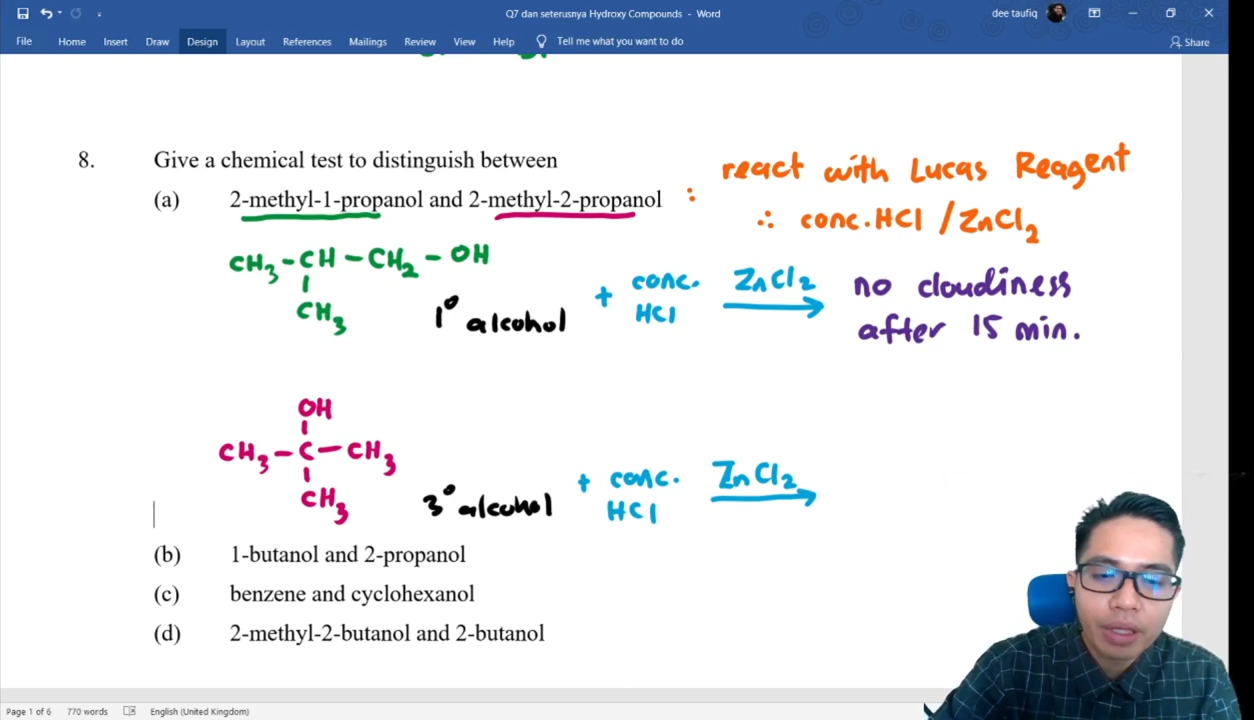 Q7 dan seterusnya Hydroxy Compounds - Word
dee taufiq
File Home Insert Draw Design Layout References Mailings Review View Help Tell me what you want to do Share
8. Give a chemical test to distinguish between
(a) 2-methyl-1-propanol and 2-methyl-2-propanol :
react with Lucas Reagent
∴ conc. HCl / ZnCl2
CH3 - CH - CH2 - OH
CH3
1° alcohol
+ conc. HCl
ZnCl2
no cloudiness
after 15 min.
OH
CH3 - C - CH3
CH3
3° alcohol
+ conc. HCl
ZnCl2
(b) 1-butanol and 2-propanol
(c) benzene and cyclohexanol
(d) 2-methyl-2-butanol and 2-butanol
Page 1 of 6 770 words English (United Kingdom)